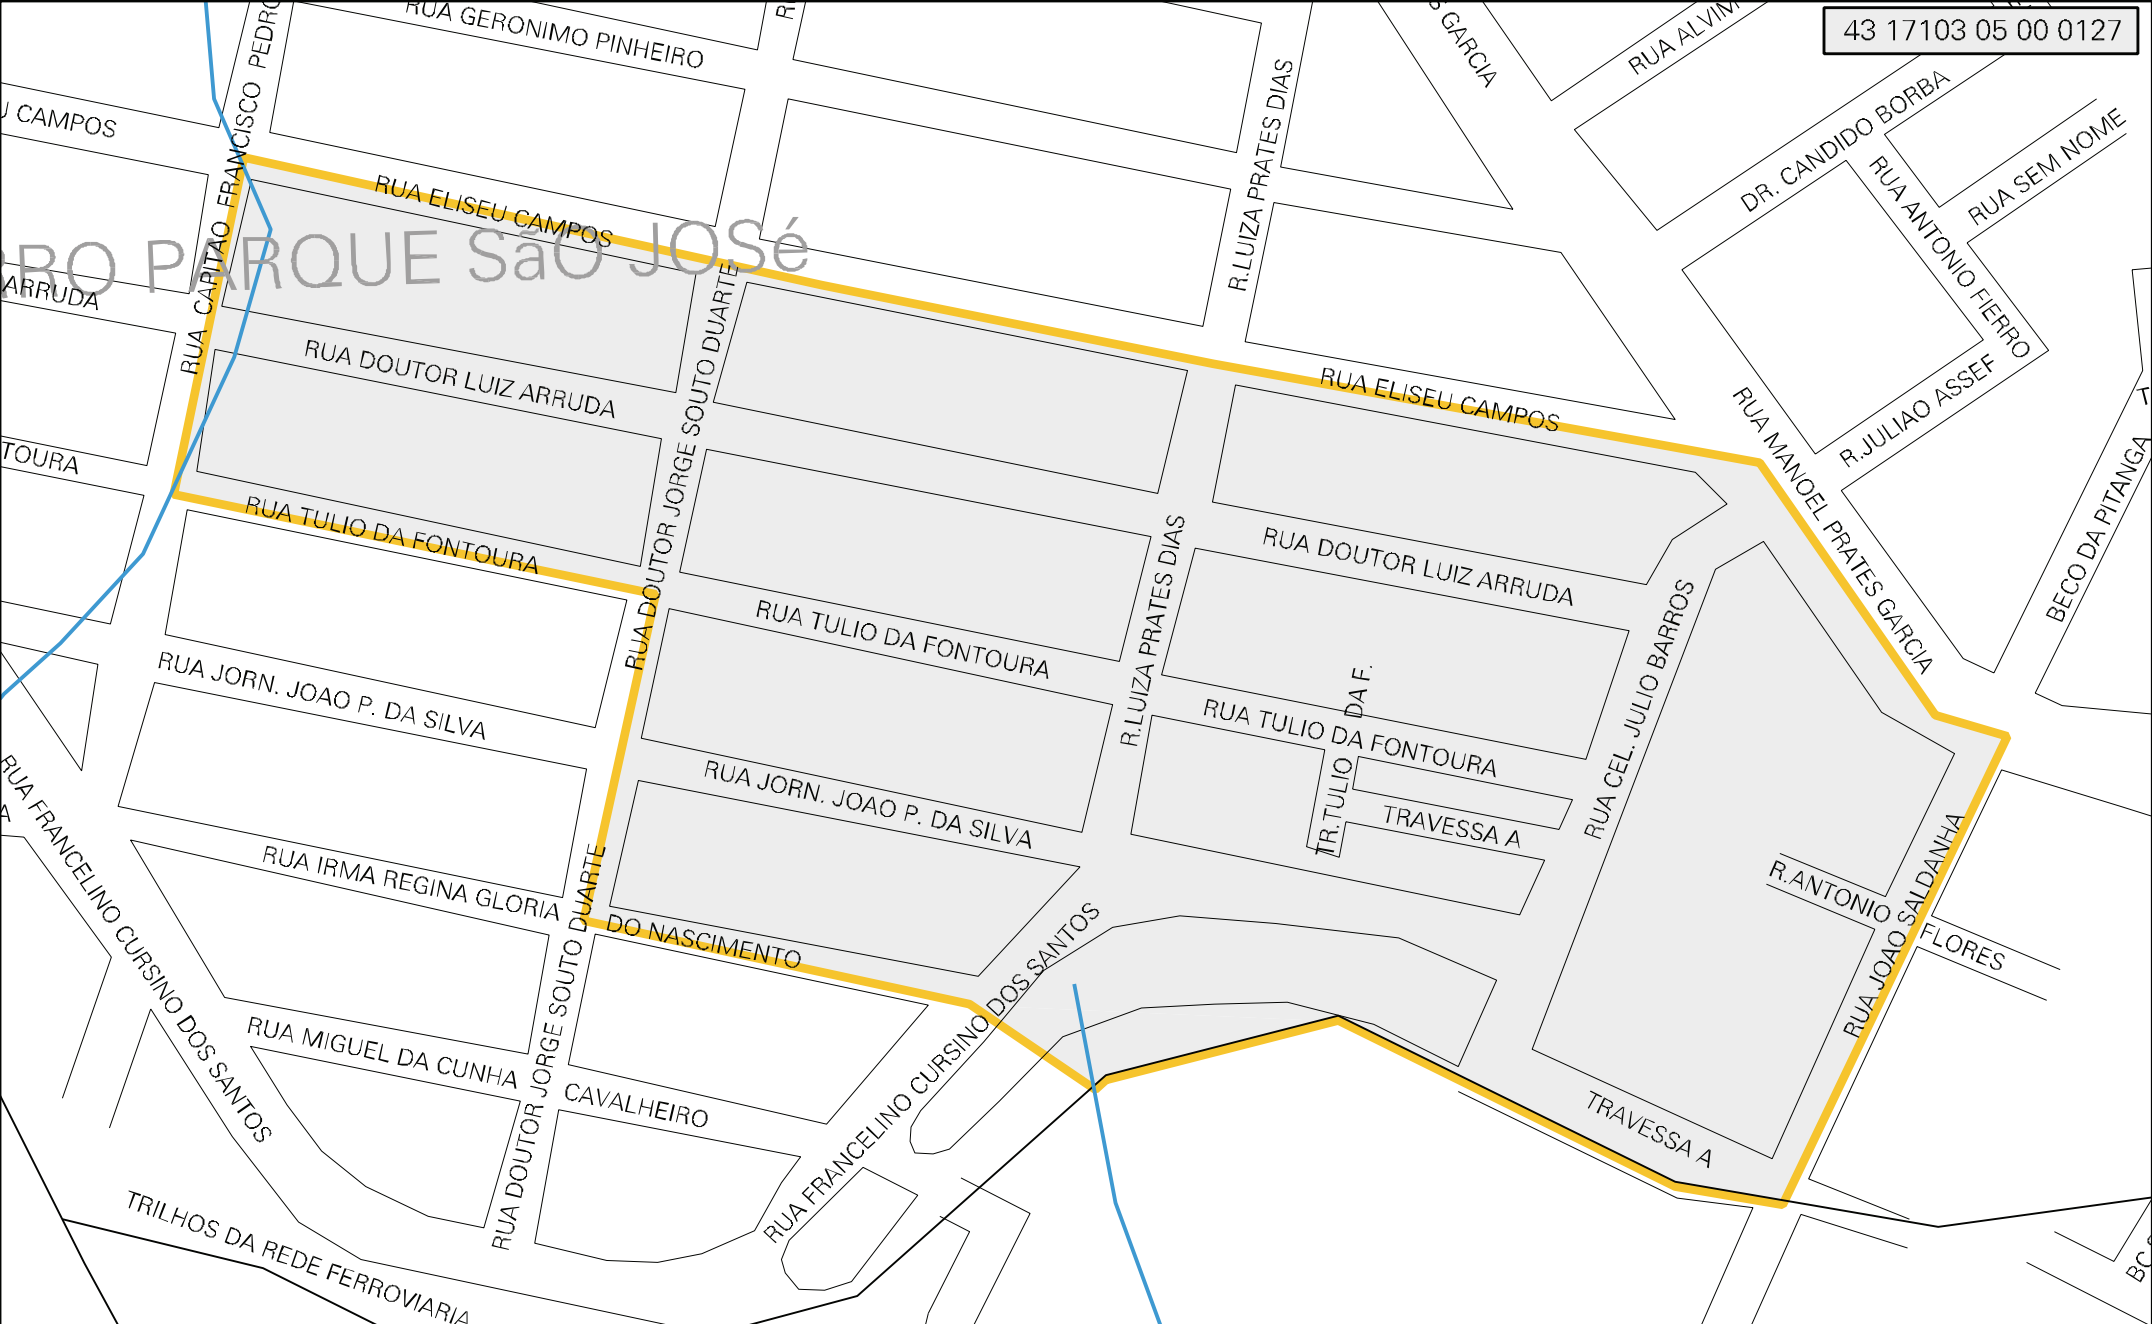 RUA GERONIMO PINHEIRO
S GARCIA
RUA ALVIM
43 17103 05 00 0127
U CAMPOS
RUA CAPITAO FRANCISCO PEDRO
R.LUIZA PRATES DIAS
DR. CANDIDO BORBA
RUA SEM NOME
RUA ANTONIO FIERRO
RUA ELISEU CAMPOS
RRO PARQUE SãO JOSé
ARRUDA
RUA DOUTOR LUIZ ARRUDA
RUA DOUTOR JORGE SOUTO DUARTE
RUA ELISEU CAMPOS
R.JULIAO ASSEF
RUA MANOEL PRATES GARCIA
BECO DA PITANGA
TOURA
RUA TULIO DA FONTOURA
R.LUIZA PRATES DIAS
RUA DOUTOR LUIZ ARRUDA
RUA TULIO DA FONTOURA
RUA CEL. JULIO BARROS
RUA JORN. JOAO P. DA SILVA
TR.TULIO DA F.
RUA TULIO DA FONTOURA
RUA JORN. JOAO P. DA SILVA
TRAVESSA A
RUA FRANCELINO CURSINO DOS SANTOS
A
RUA IRMA REGINA GLORIA DO NASCIMENTO
R.ANTONIO FLORES
RUA JOAO SALDANHA
RUA DOUTOR JORGE SOUTO DUARTE
RUA FRANCELINO CURSINO DOS SANTOS
RUA MIGUEL DA CUNHA CAVALHEIRO
TRAVESSA A
TRILHOS DA REDE FERROVIARIA